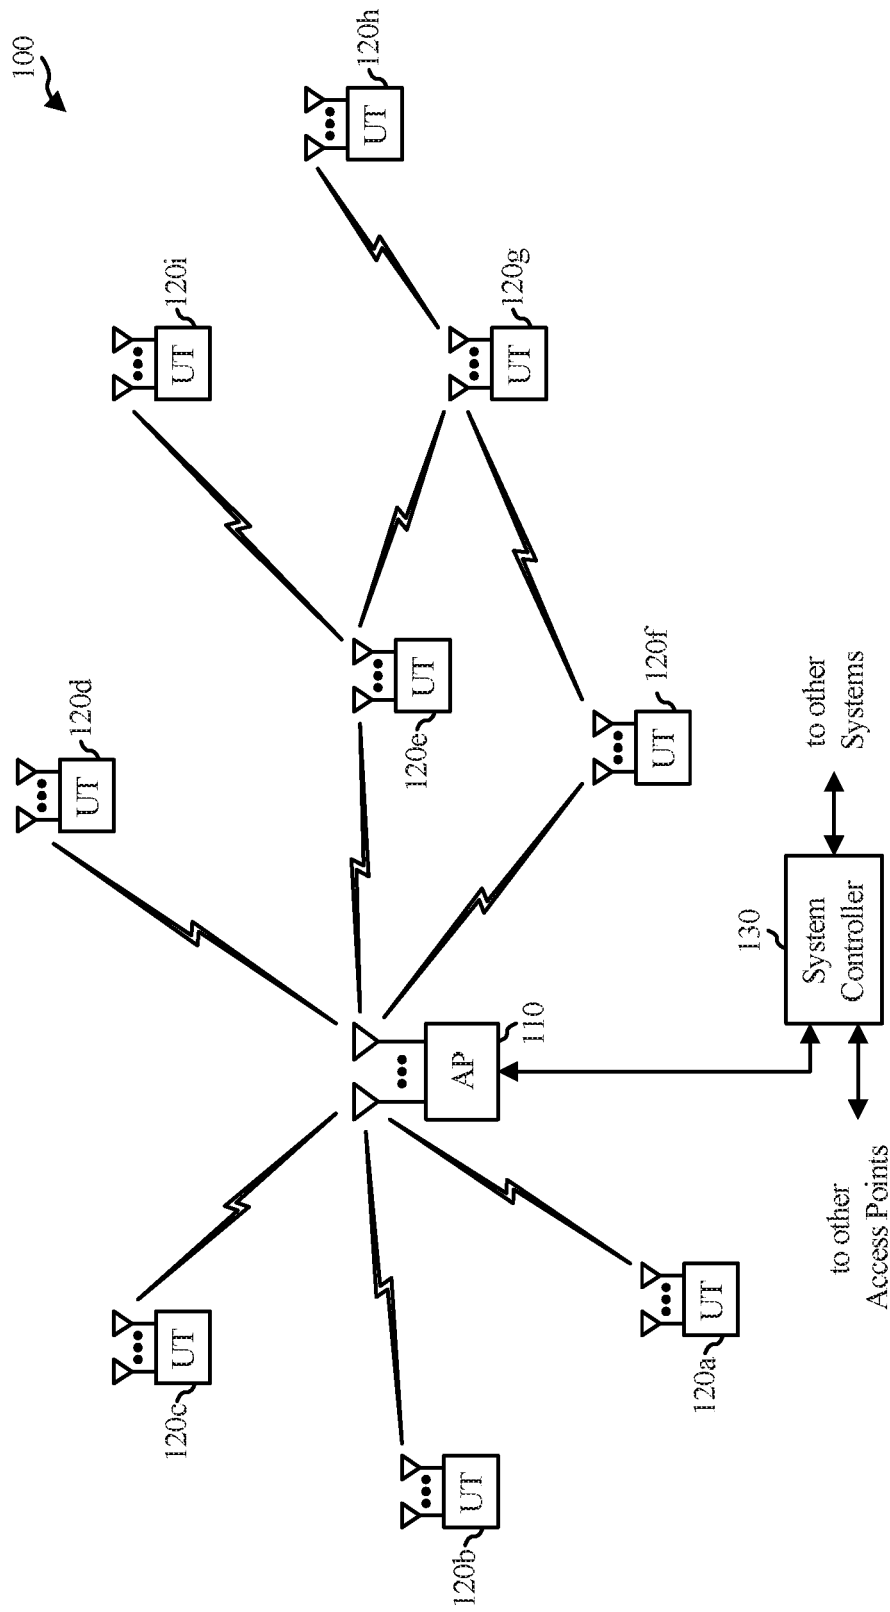 100
UT
120d
120c
UT
UT
120i
UT
120h
120e
UT
120b
UT
AP
110
UT
120g
UT
120f
120a
UT
130
System
Controller
to other
Systems
to other
Access Points